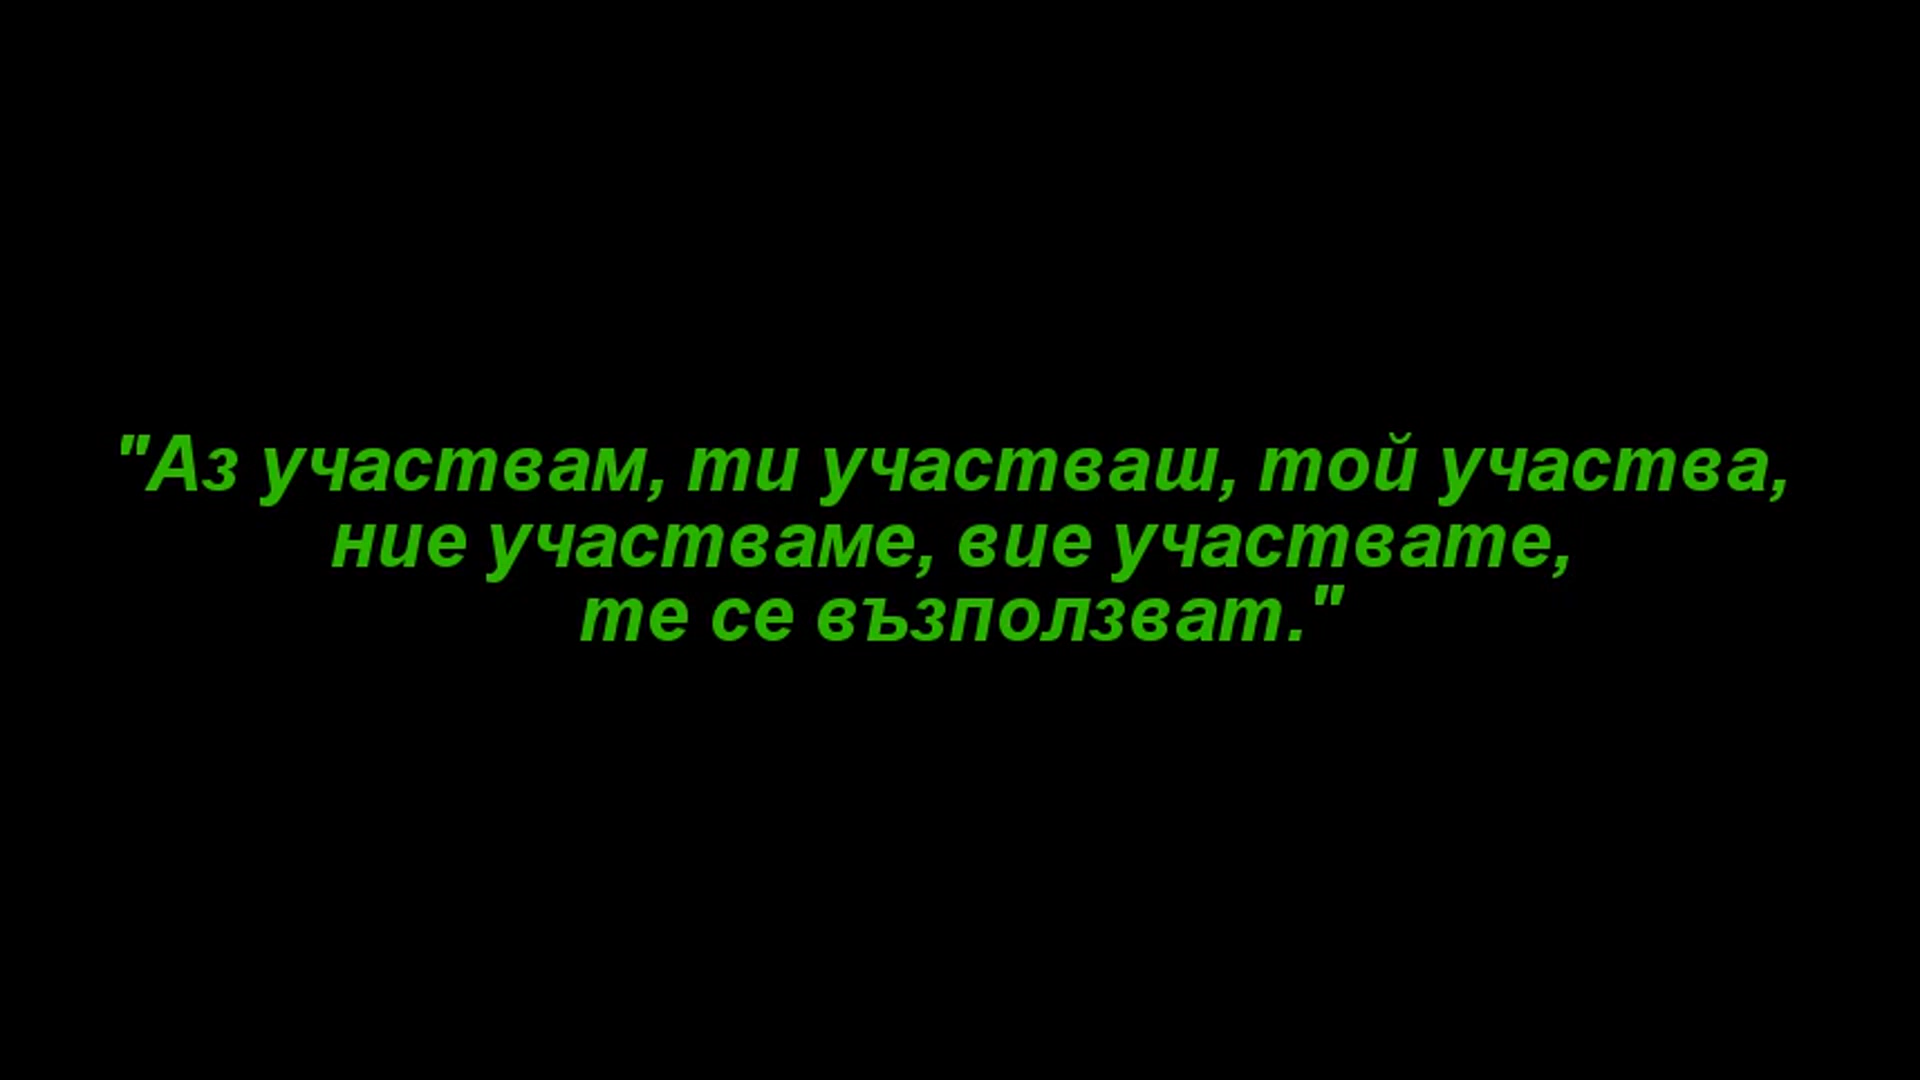 "Аз участвам, ти участваш, той участва,
ние участваме, вие участвате,
те се възползват."